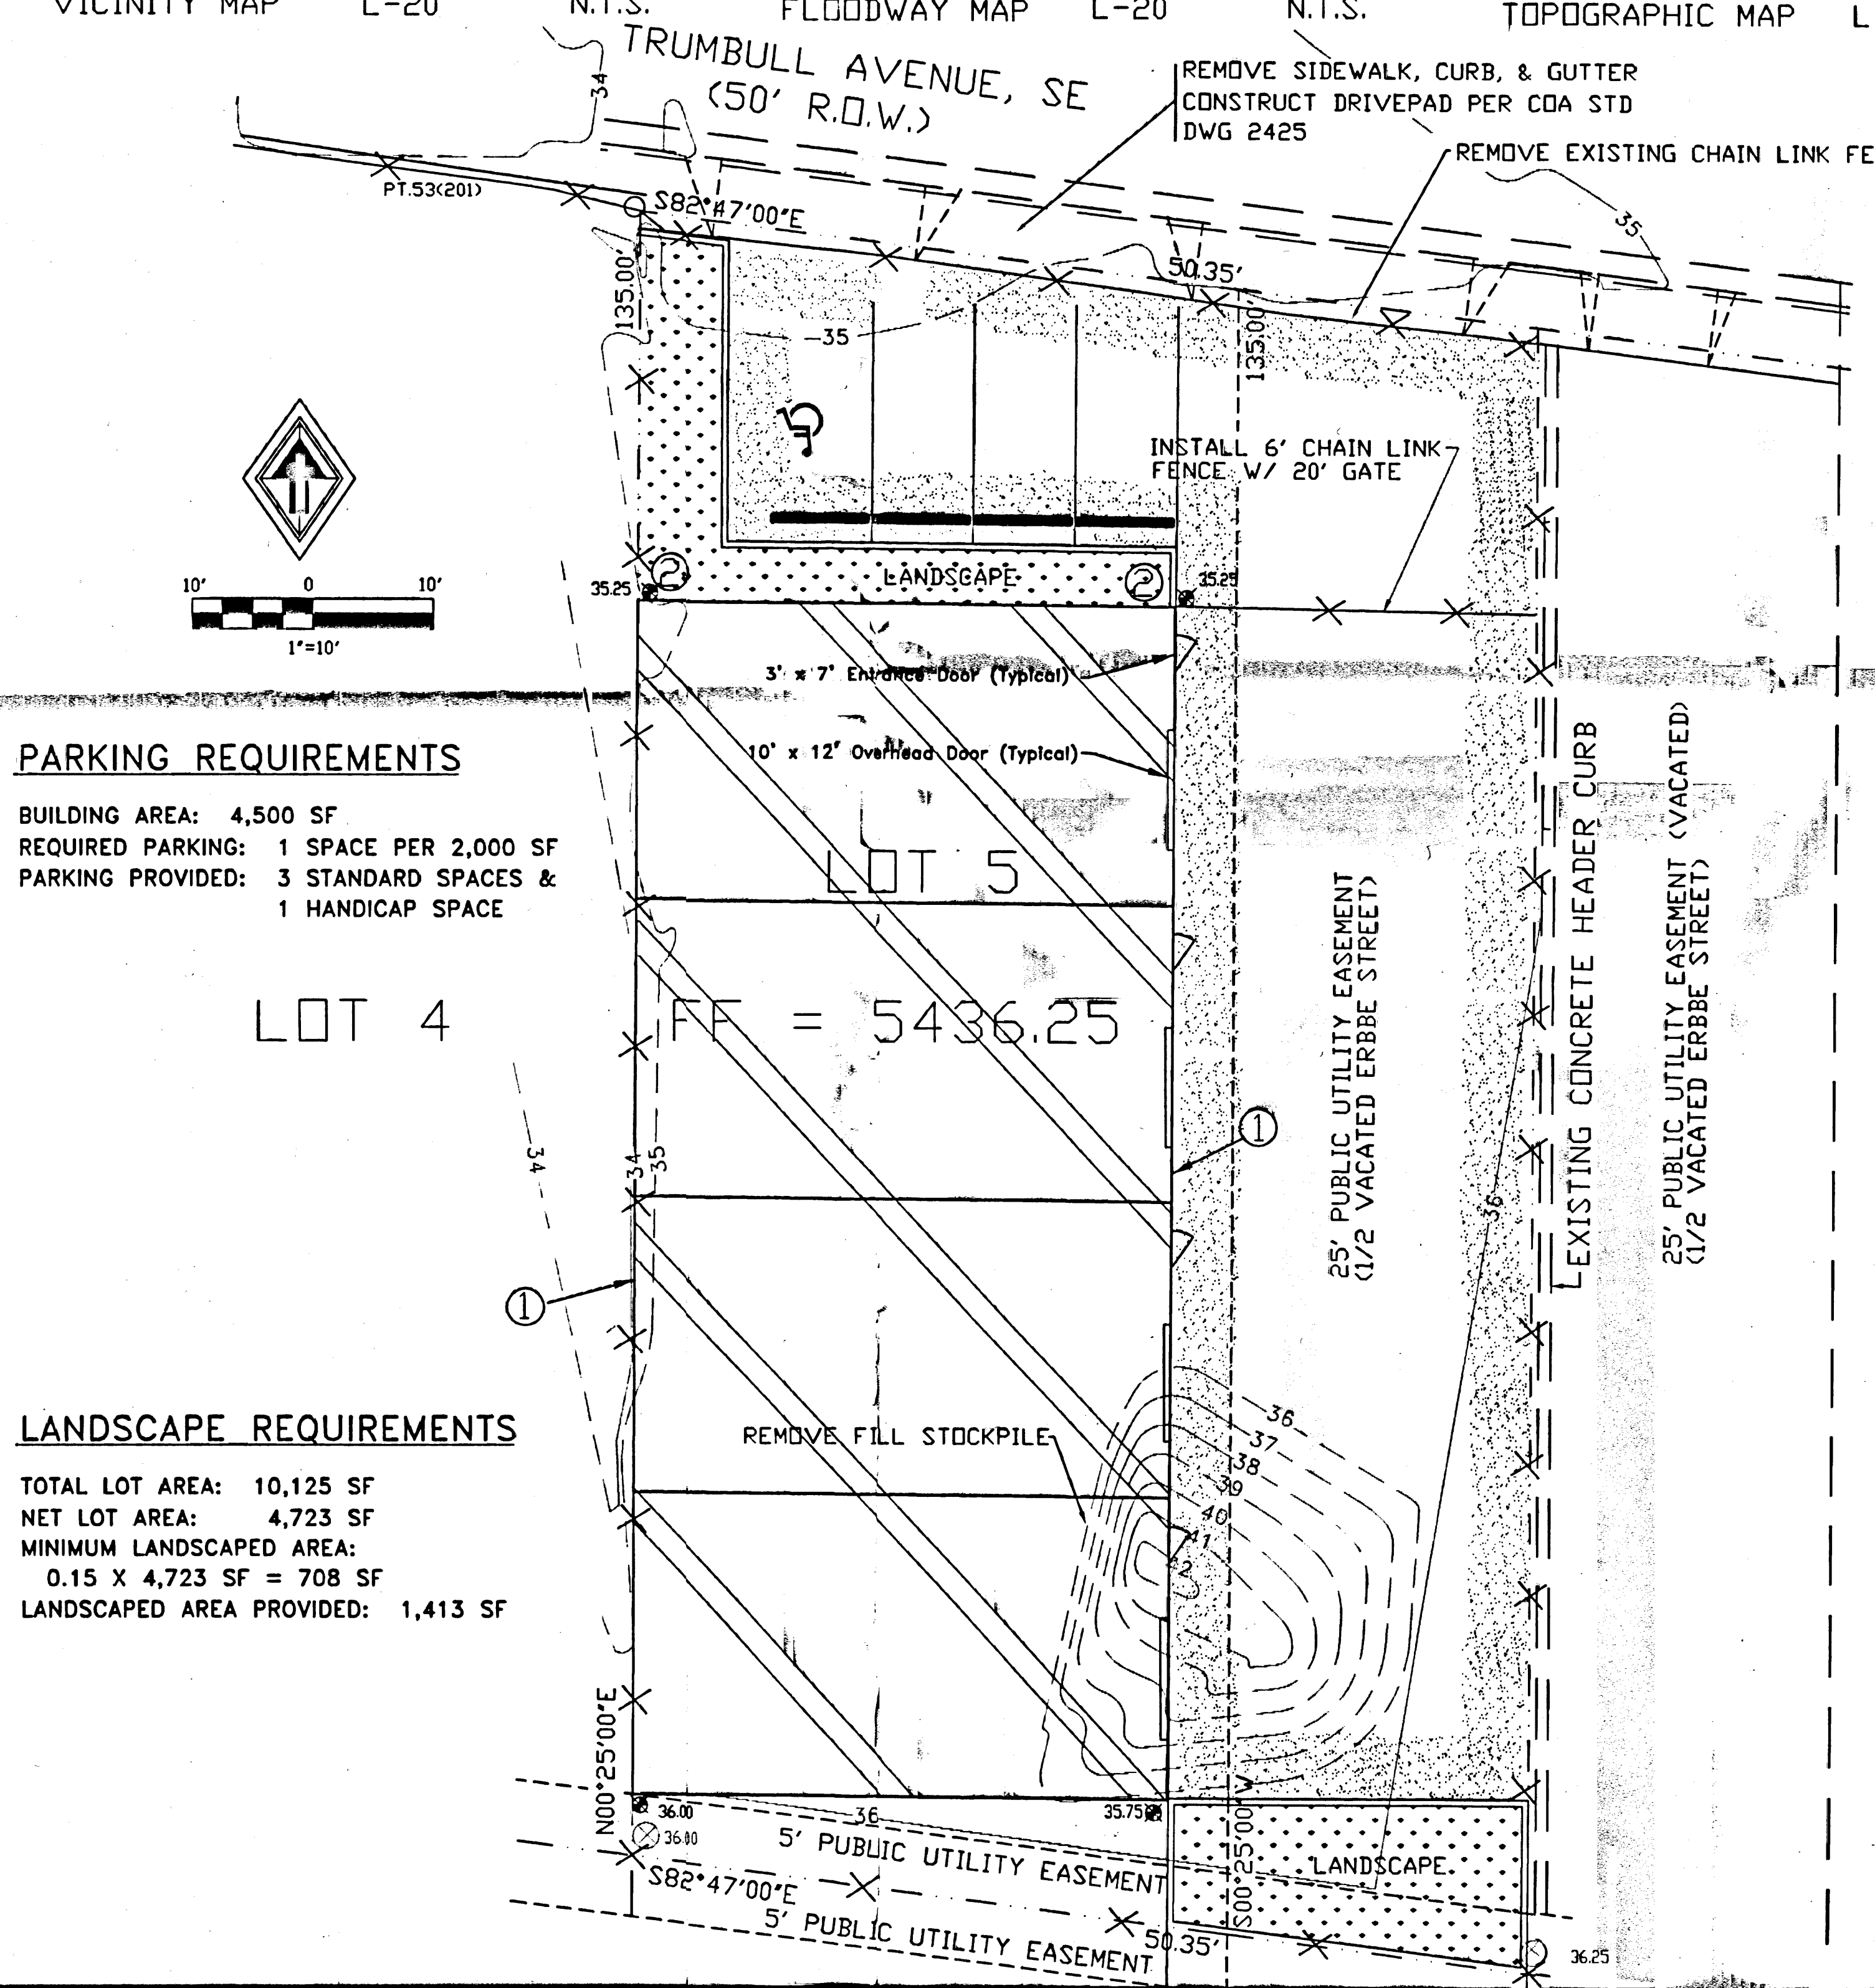 VICINITY MAP L-20 N.T.S. FLOODWAY MAP L-20 N.T.S. TOPOGRAPHIC MAP L
TRUMBULL AVENUE, SE
(50' R.O.W.)
REMOVE SIDEWALK, CURB, & GUTTER
CONSTRUCT DRIVEPAD PER COA STD
DWG 2425
REMOVE EXISTING CHAIN LINK FE
34
PT.53(201)
S82°47'00"E
35
50.35'
135.00'
135.00'
35
INSTALL 6' CHAIN LINK
FENCE W/ 20' GATE
10' 0 10'
1"=10'
35.25
2
LANDSCAPE
2
35.25
3' x 7' Entrance Door (Typical)
10' x 12' Overhead Door (Typical)
PARKING REQUIREMENTS
BUILDING AREA: 4,500 SF
REQUIRED PARKING: 1 SPACE PER 2,000 SF
PARKING PROVIDED: 3 STANDARD SPACES &
1 HANDICAP SPACE
LOT 5
LOT 4
FF = 5436.25
25' PUBLIC UTILITY EASEMENT
(1/2 VACATED ERBBE STREET)
EXISTING CONCRETE HEADER CURB
25' PUBLIC UTILITY EASEMENT (VACATED)
(1/2 VACATED ERBBE STREET)
34
34
35
1
36
1
LANDSCAPE REQUIREMENTS
TOTAL LOT AREA: 10,125 SF
NET LOT AREA: 4,723 SF
MINIMUM LANDSCAPED AREA:
0.15 X 4,723 SF = 708 SF
LANDSCAPED AREA PROVIDED: 1,413 SF
REMOVE FILL STOCKPILE
36
37
38
39
40
41
42
N00°25'00"E
36.00
36.00
36
35.75
5' PUBLIC UTILITY EASEMENT
S82°47'00"E
5' PUBLIC UTILITY EASEMENT
50.35'
S00°25'00"W
LANDSCAPE
36.25